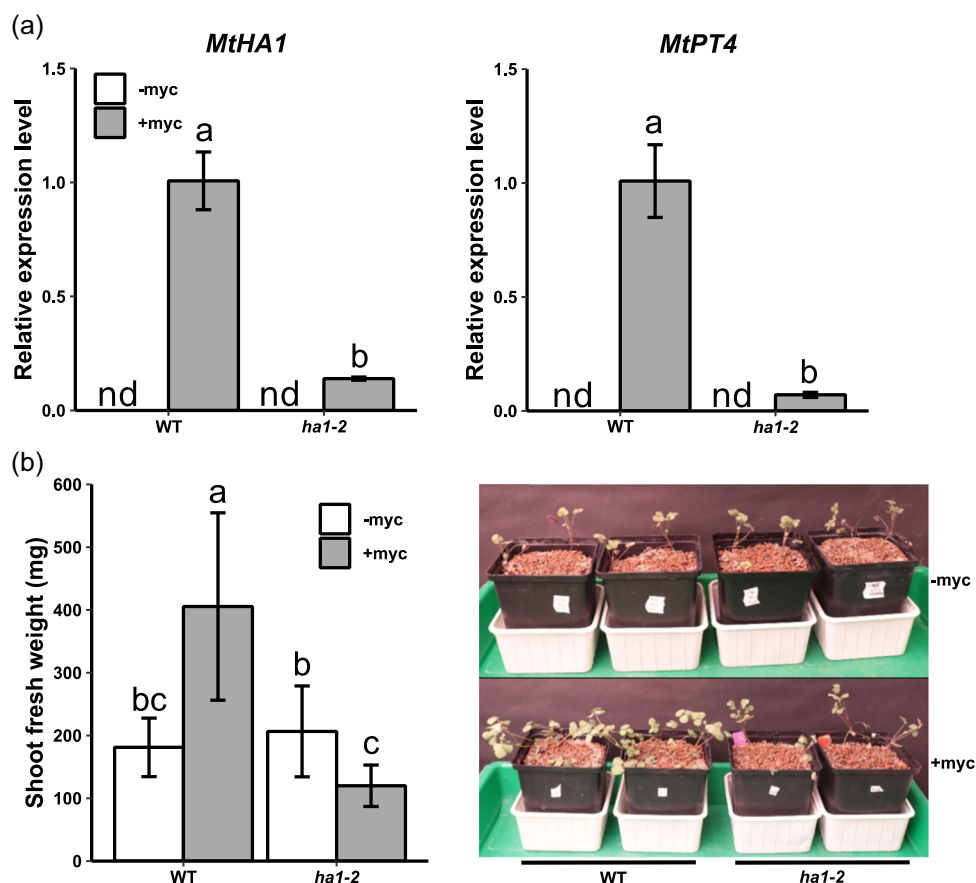 (a)
MtHA1
MtPT4
Relative expression level
1.5
1.0
0.5
0.0
-myc
+myc
nd
a
nd
b
WT
ha1-2
Relative expression level
1.5
1.0
0.5
0.0
nd
a
nd
b
WT
ha1-2
(b)
Shoot fresh weight (mg)
600
500
400
300
200
100
0
-myc
+myc
bc
a
b
c
WT
ha1-2
-myc
+myc
WT
ha1-2